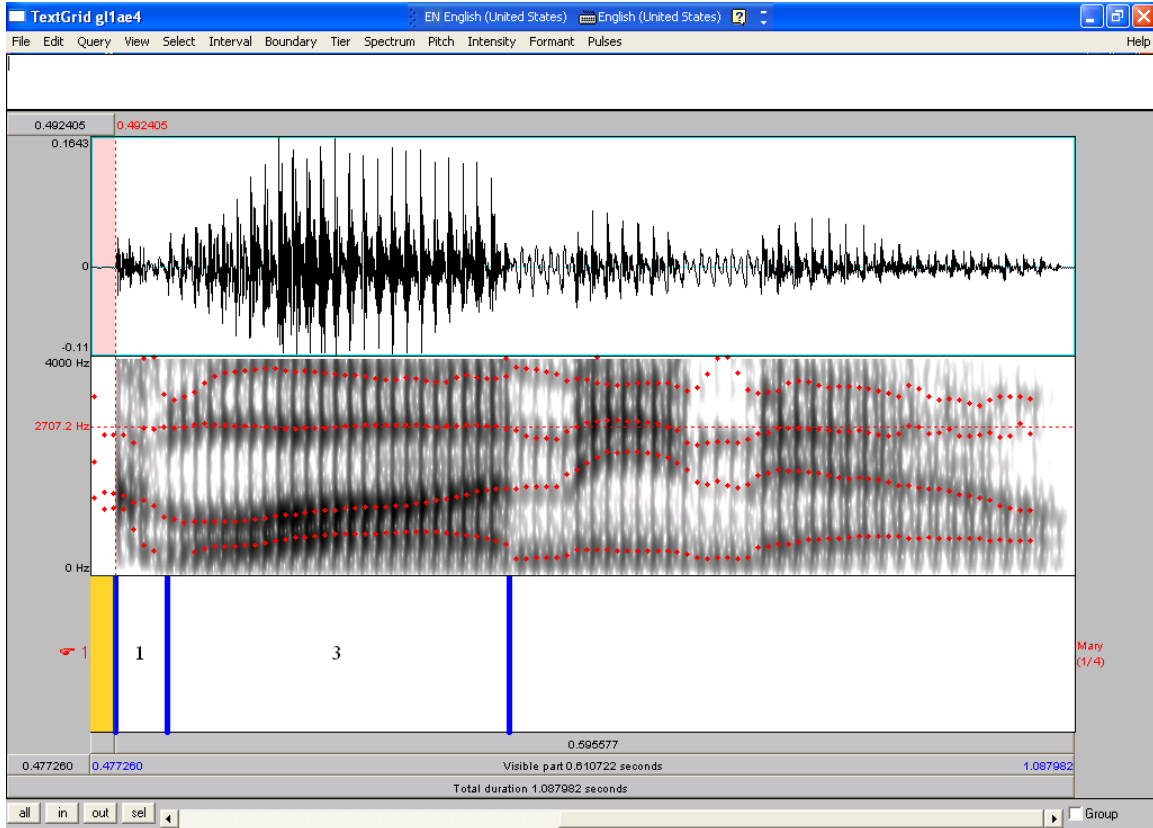 TextGrid gl1ae4 EN English (United States) English (United States)
File Edit Query View Select Interval Boundary Tier Spectrum Pitch Intensity Formant Pulses Help
0.492405 0.492405
0.1643
0
-0.11
4000 Hz
2707.2 Hz
0 Hz
1 1 3 Mary
(1/4)
0.595577
0.477260 0.477260 Visible part 0.610722 seconds 1.087982
Total duration 1.087982 seconds
all in out sel Group